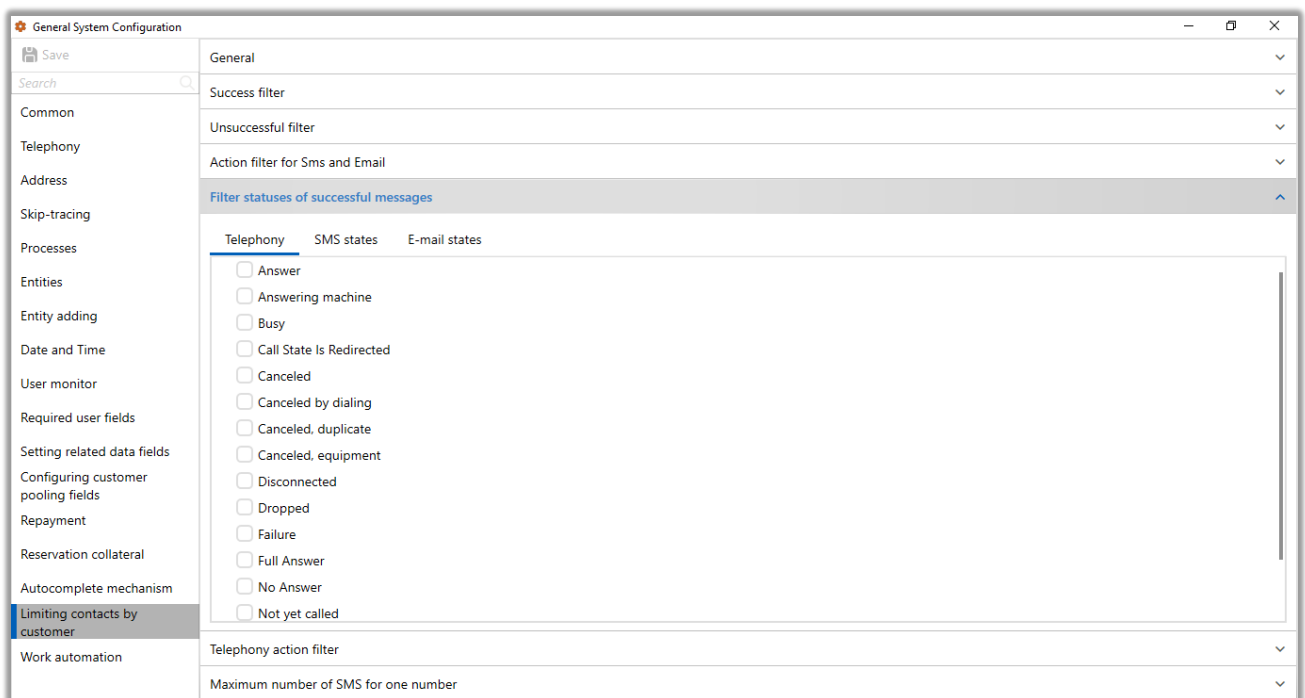 General System Configuration
Save
Search
Common
Telephony
Address
Skip-tracing
Processes
Entities
Entity adding
Date and Time
User monitor
Required user fields
Setting related data fields
Configuring customer
pooling fields
Repayment
Reservation collateral
Autocomplete mechanism
Limiting contacts by
customer
Work automation
General
Success filter
Unsuccessful filter
Action filter for Sms and Email
Filter statuses of successful messages
Telephony SMS states E-mail states
Answer
Answering machine
Busy
Call State Is Redirected
Canceled
Canceled by dialing
Canceled, duplicate
Canceled, equipment
Disconnected
Dropped
Failure
Full Answer
No Answer
Not yet called
Telephony action filter
Maximum number of SMS for one number